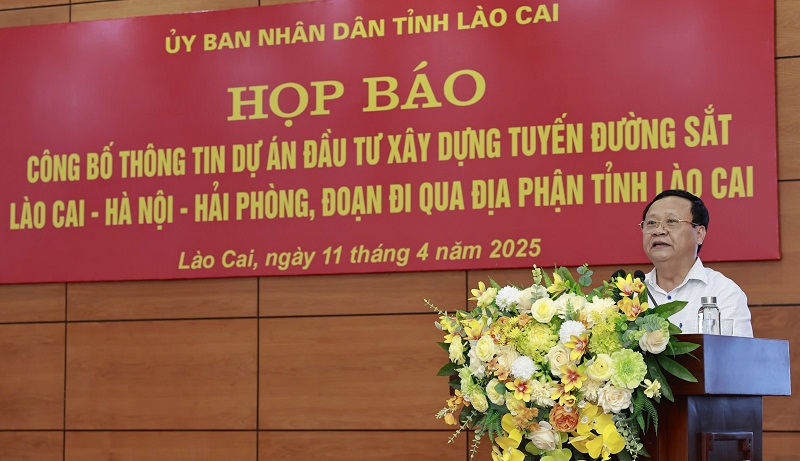 ỦY BAN NHÂN DÂN TỈNH LÀO CAI
HỌP BÁO
CÔNG BỐ THÔNG TIN DỰ ÁN ĐẦU TƯ XÂY DỰNG TUYẾN ĐƯỜNG SẮT
LÀO CAI - HÀ NỘI - HẢI PHÒNG, ĐOẠN ĐI QUA ĐỊA PHẬN TỈNH LÀO CAI
Lào Cai, ngày 11 tháng 4 năm 2025